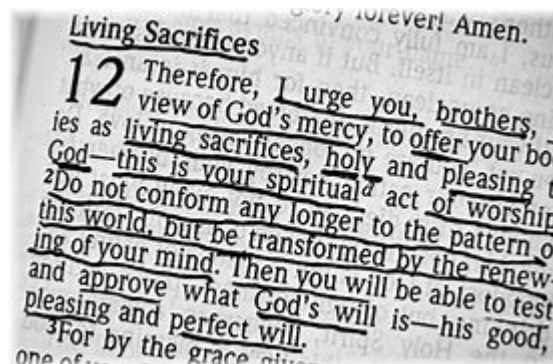 forever! Amen.
Living Sacrifices
12 Therefore, I urge you, brothers,
view of God's mercy, to offer your bo
ies as living sacrifices, holy and pleasing
God—this is your spiritual a act of worship
2Do not conform any longer to the pattern o
this world, but be transformed by the renew-
ing of your mind. Then you will be able to test
and approve what God's will is—his good,
pleasing and perfect will.
3For by the grace
one of